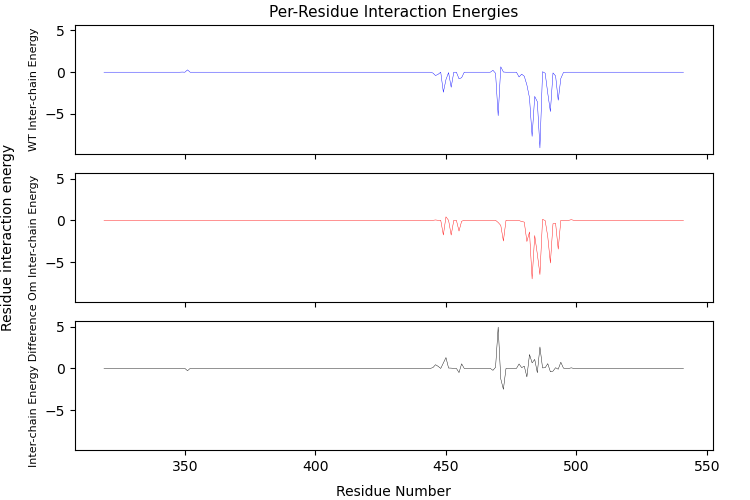 Per-Residue Interaction Energies
Residue interaction energy
WT Inter-chain Energy
5
0
−5
Om Inter-chain Energy
5
0
−5
Inter-chain Energy Difference
5
0
−5
350
400
450
500
550
Residue Number